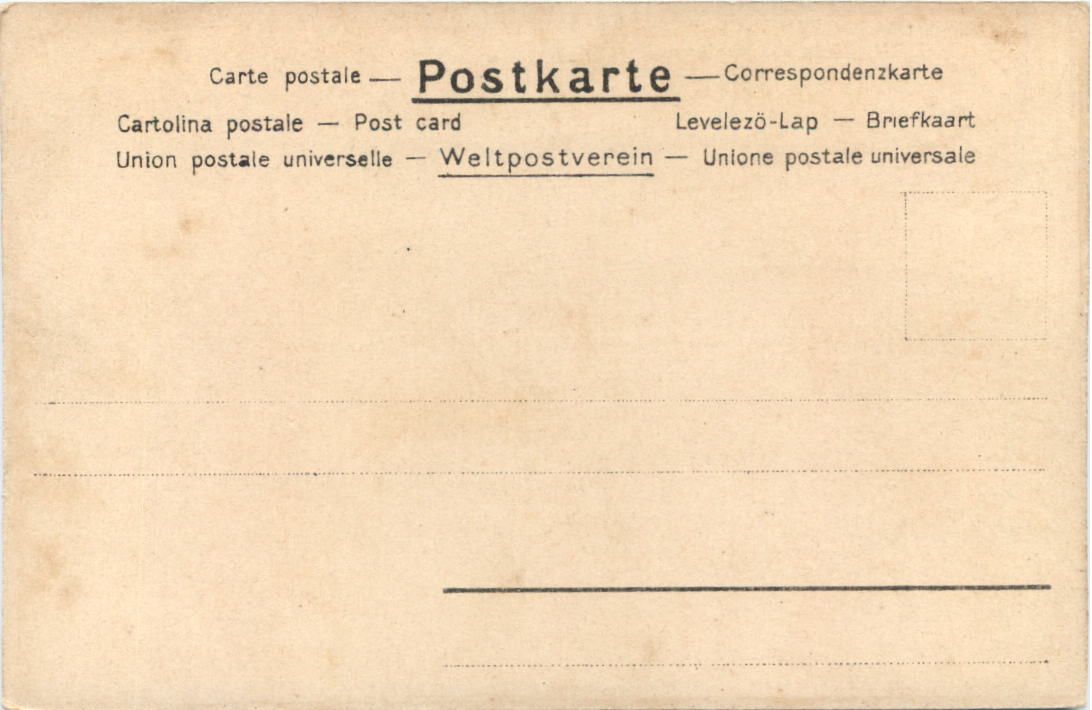 Carte postale — Postkarte — Correspondenzkarte
Cartolina postale — Post card Levelező-Lap — Briefkaart
Union postale universelle — Weltpostverein — Unione postale universale